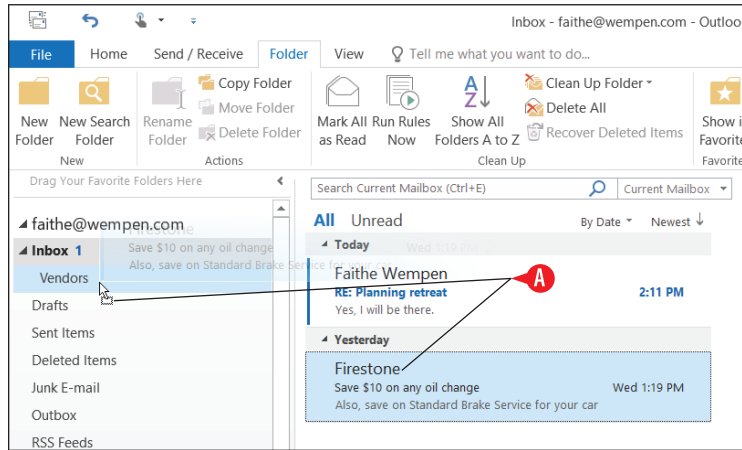 Inbox - faithe@wempen.com - Outloo
File Home Send / Receive Folder View Tell me what you want to do...
New Folder
New Search Folder
Rename Folder
Copy Folder
Move Folder
Delete Folder
Mark All as Read
Run Rules Now
Show All Folders A to Z
Clean Up Folder
Delete All
Recover Deleted Items
Show i
Favorite
New Actions Clean Up Favorite
Drag Your Favorite Folders Here
Search Current Mailbox (Ctrl+E) Current Mailbox
faithe@wempen.com
Inbox 1
Vendors
Drafts
Sent Items
Deleted Items
Junk E-mail
Outbox
RSS Feeds
Firestone
Save $10 on any oil change Wed 1:19 PM
Also, save on Standard Brake Service for your car
All Unread By Date Newest
Today
Faithe Wempen
RE: Planning retreat 2:11 PM
Yes, I will be there.
A
Yesterday
Firestone
Save $10 on any oil change Wed 1:19 PM
Also, save on Standard Brake Service for your car